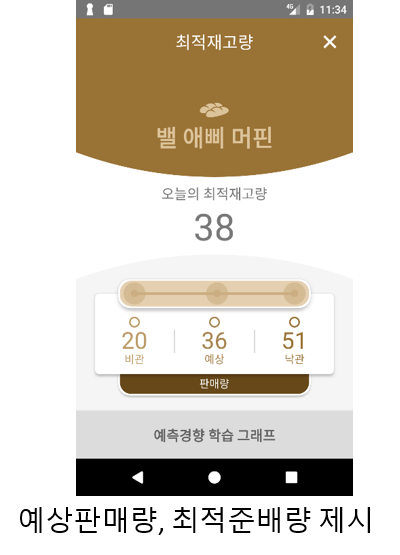 4G 11:34
최적재고량
밸 애삐 머핀
오늘의 최적재고량
38
20 36 51
비관 예상 낙관
판매량
예측경향 학습 그래프
예상판매량, 최적준배량 제시